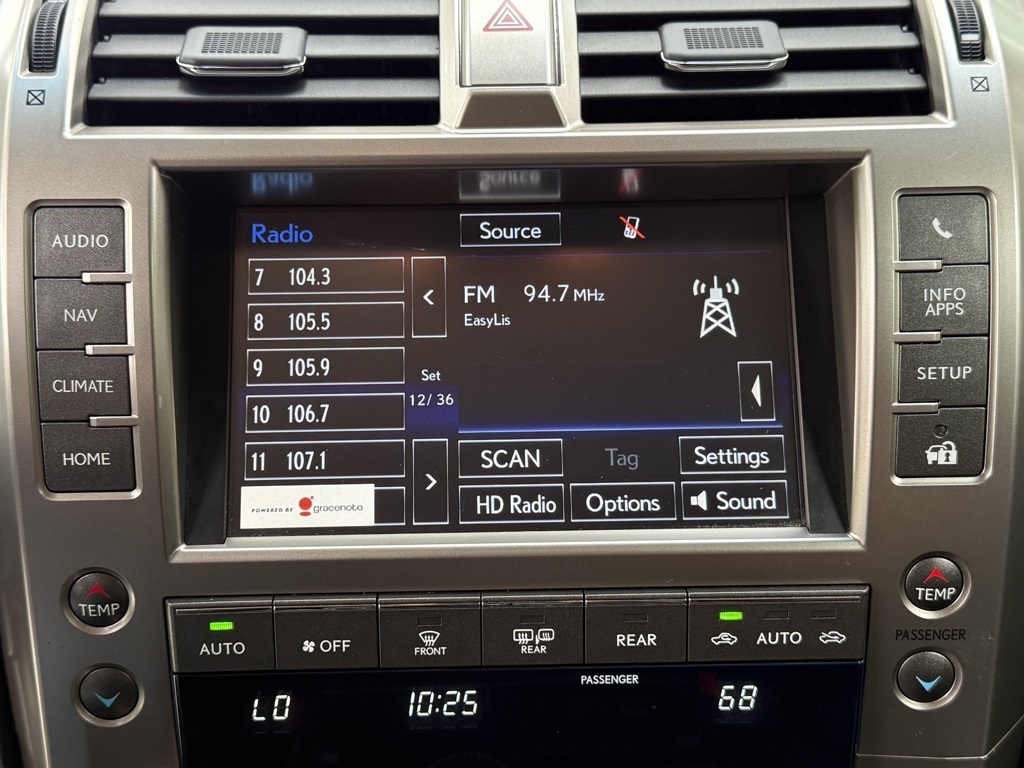 Radio
Source
AUDIO
NAV
CLIMATE
HOME
INFO
APPS
SETUP
Radio
Source
7 104.3
8 105.5
9 105.9
10 106.7
11 107.1
<
Set
12/ 36
>
FM 94.7 MHz
EasyLis
SCAN
Tag
Settings
HD Radio
Options
Sound
POWERED BY gracenote
TEMP
TEMP
PASSENGER
AUTO
OFF
FRONT
REAR
REAR
AUTO
PASSENGER
LO
10:25
68